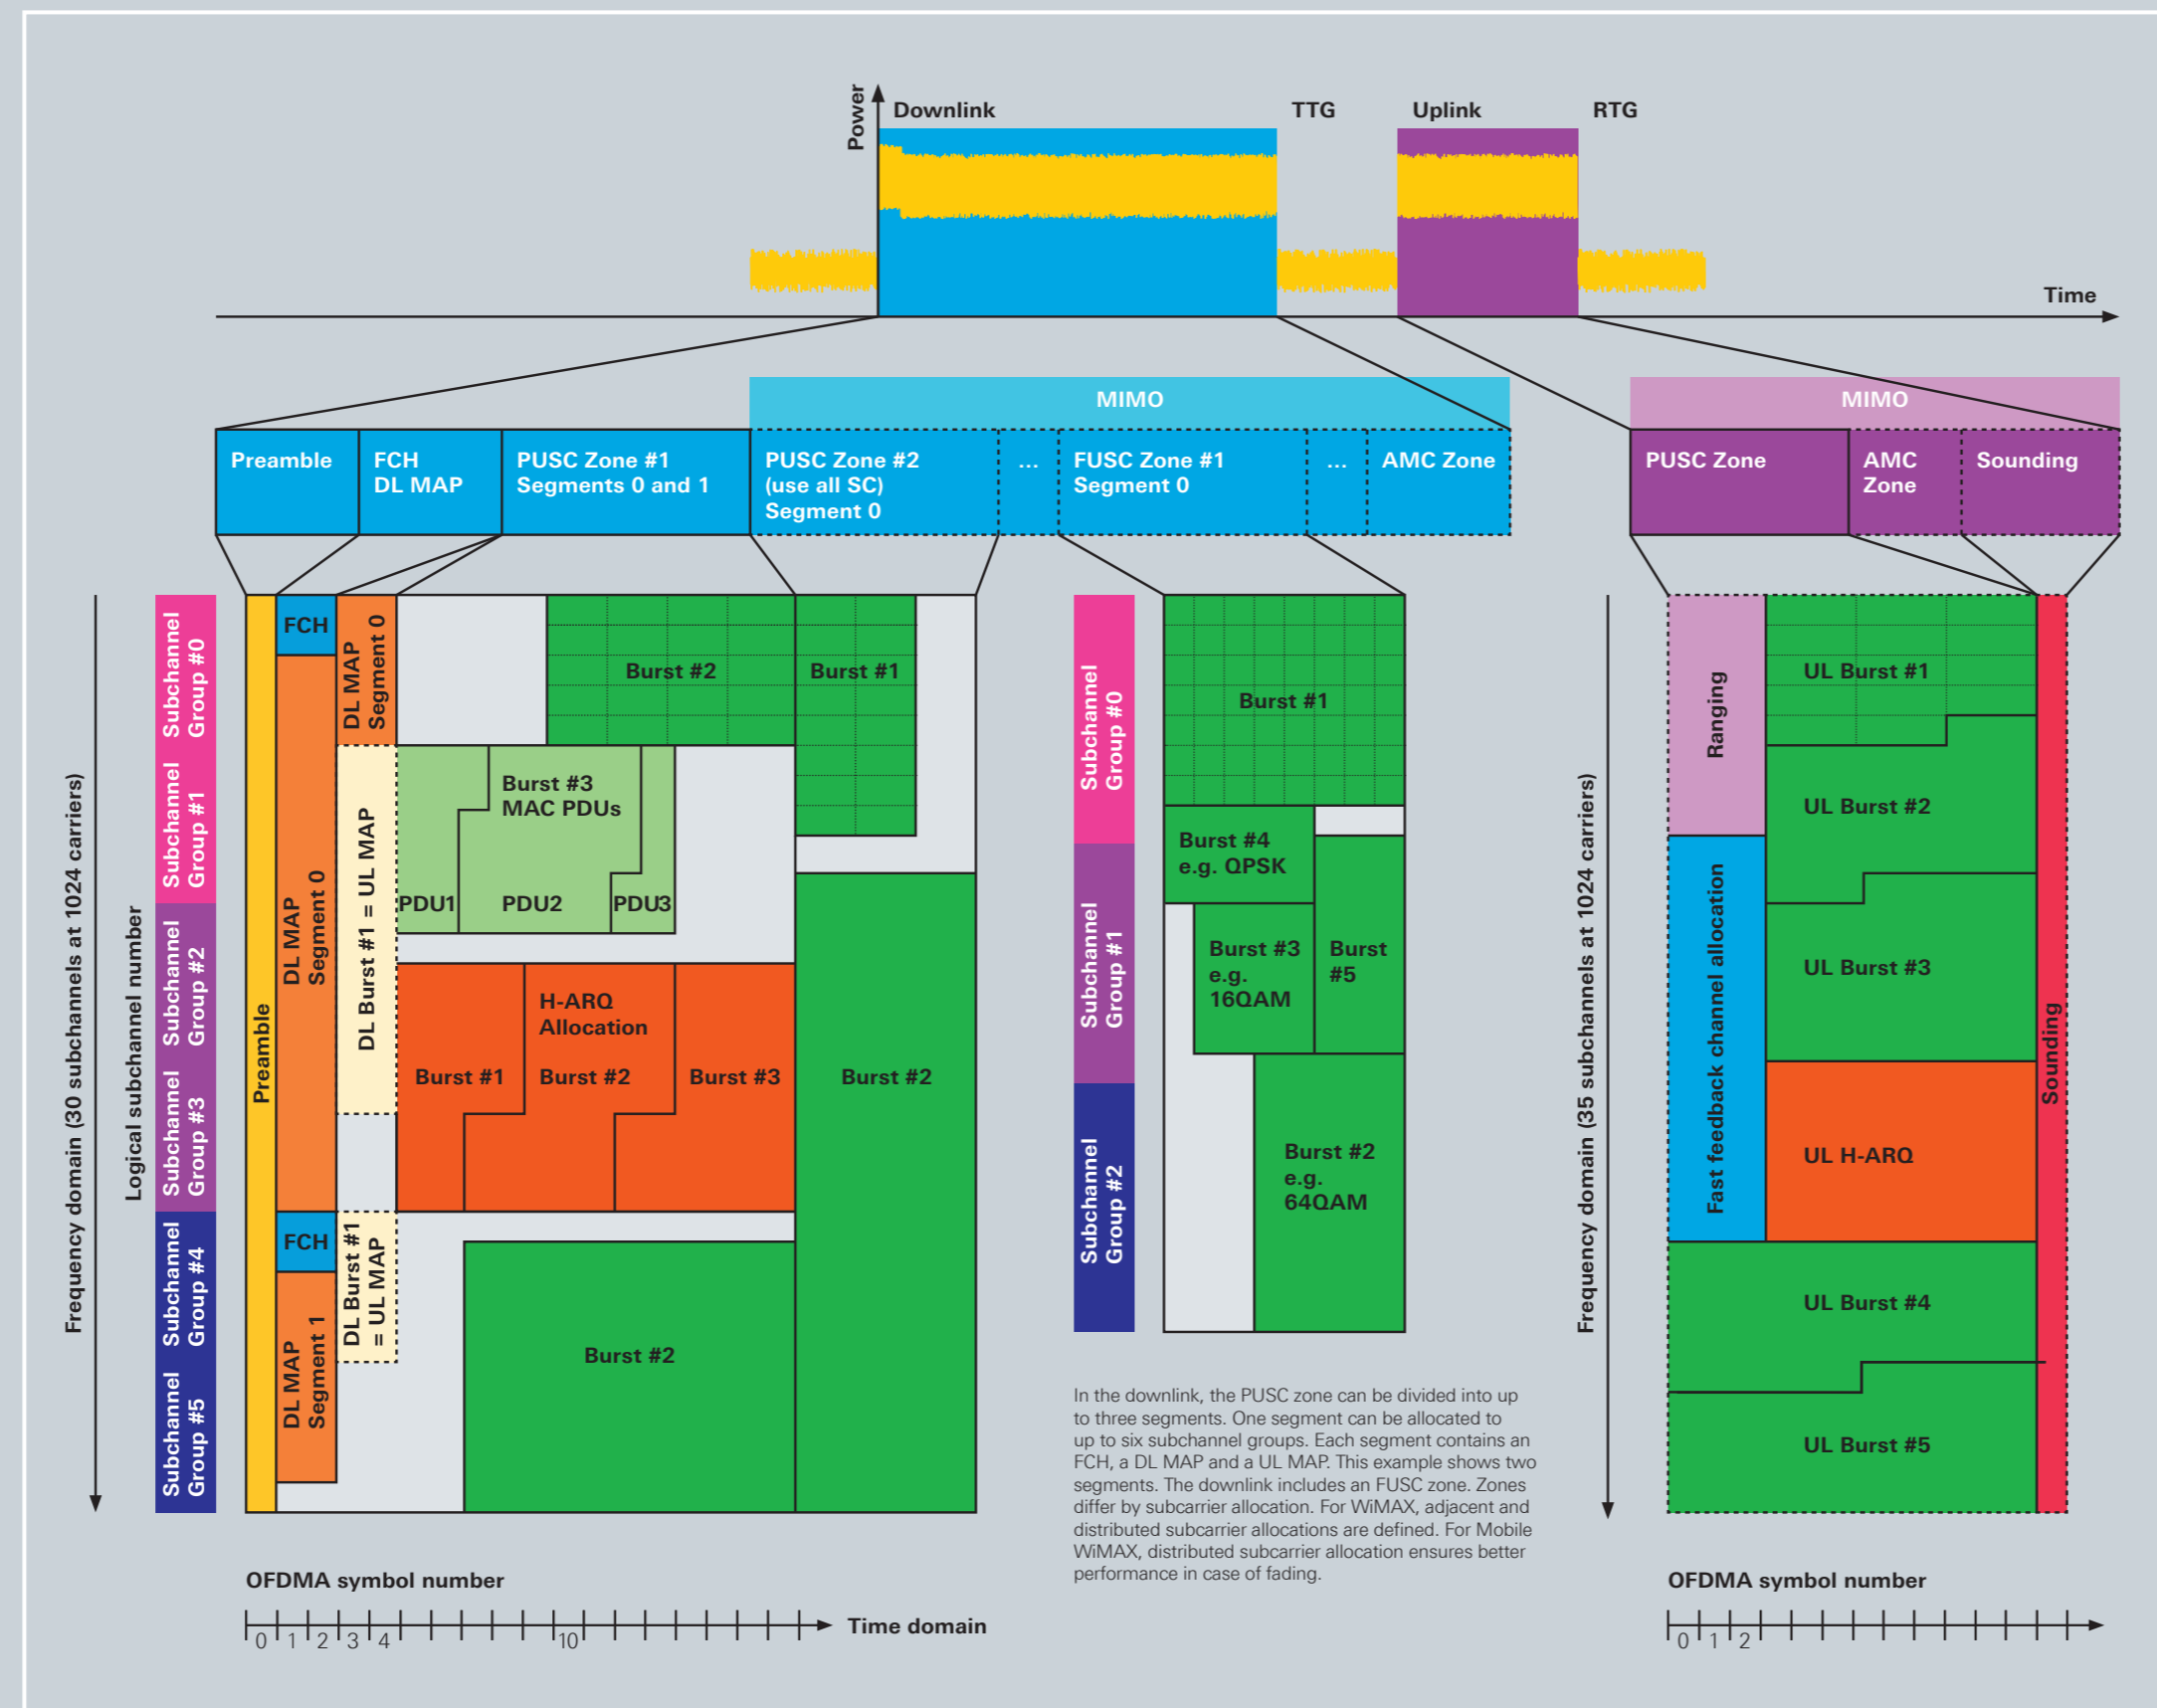 Power
Downlink
TTG
Uplink
RTG
Time
MIMO
MIMO
Preamble
FCH
DL MAP
PUSC Zone #1
Segments 0 and 1
PUSC Zone #2
(use all SC)
Segment 0
...
FUSC Zone #1
Segment 0
...
AMC Zone
PUSC Zone
AMC
Zone
Sounding
Frequency domain (30 subchannels at 1024 carriers)
Logical subchannel number
Subchannel
Group #0
Subchannel
Group #1
Subchannel
Group #2
Subchannel
Group #3
Subchannel
Group #4
Subchannel
Group #5
Preamble
FCH
DL MAP
Segment 0
FCH
DL MAP
Segment 1
DL MAP
Segment 0
DL Burst #1 = UL MAP
DL Burst #1
= UL MAP
Burst #2
Burst #1
Burst #3
MAC PDUs
PDU1
PDU2
PDU3
H-ARQ
Allocation
Burst #1
Burst #2
Burst #3
Burst #2
Burst #2
Subchannel
Group #0
Subchannel
Group #1
Subchannel
Group #2
Burst #1
Burst #4
e.g. QPSK
Burst #3
e.g.
16QAM
Burst
#5
Burst #2
e.g.
64QAM
In the downlink, the PUSC zone can be divided into up
to three segments. One segment can be allocated to
up to six subchannel groups. Each segment contains an
FCH, a DL MAP and a UL MAP. This example shows two
segments. The downlink includes an FUSC zone. Zones
differ by subcarrier allocation. For WiMAX, adjacent and
distributed subcarrier allocations are defined. For Mobile
WiMAX, distributed subcarrier allocation ensures better
performance in case of fading.
Frequency domain (35 subchannels at 1024 carriers)
Ranging
Fast feedback channel allocation
UL Burst #1
UL Burst #2
UL Burst #3
UL H-ARQ
UL Burst #4
UL Burst #5
Sounding
OFDMA symbol number
0 1 2 3 4 10
Time domain
OFDMA symbol number
0 1 2